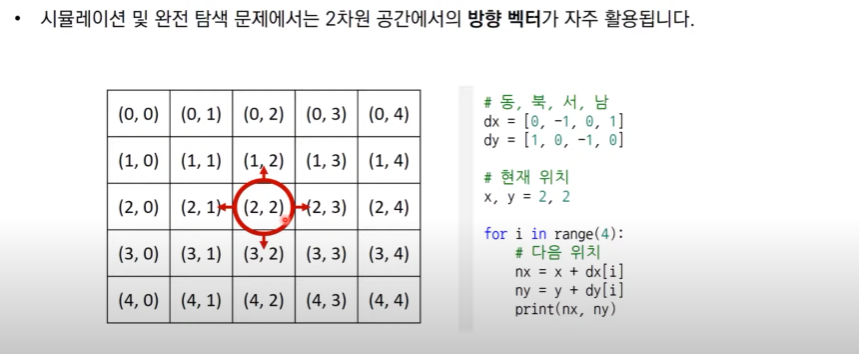 • 시뮬레이션 및 완전 탐색 문제에서는 2차원 공간에서의 방향 벡터가 자주 활용됩니다.
(0, 0) (0, 1) (0, 2) (0, 3) (0, 4)
(1, 0) (1, 1) (1, 2) (1, 3) (1, 4)
(2, 0) (2, 1) (2, 2) (2, 3) (2, 4)
(3, 0) (3, 1) (3, 2) (3, 3) (3, 4)
(4, 0) (4, 1) (4, 2) (4, 3) (4, 4)
# 동, 북, 서, 남
dx = [0, -1, 0, 1]
dy = [1, 0, -1, 0]
# 현재 위치
x, y = 2, 2
for i in range(4):
# 다음 위치
nx = x + dx[i]
ny = y + dy[i]
print(nx, ny)